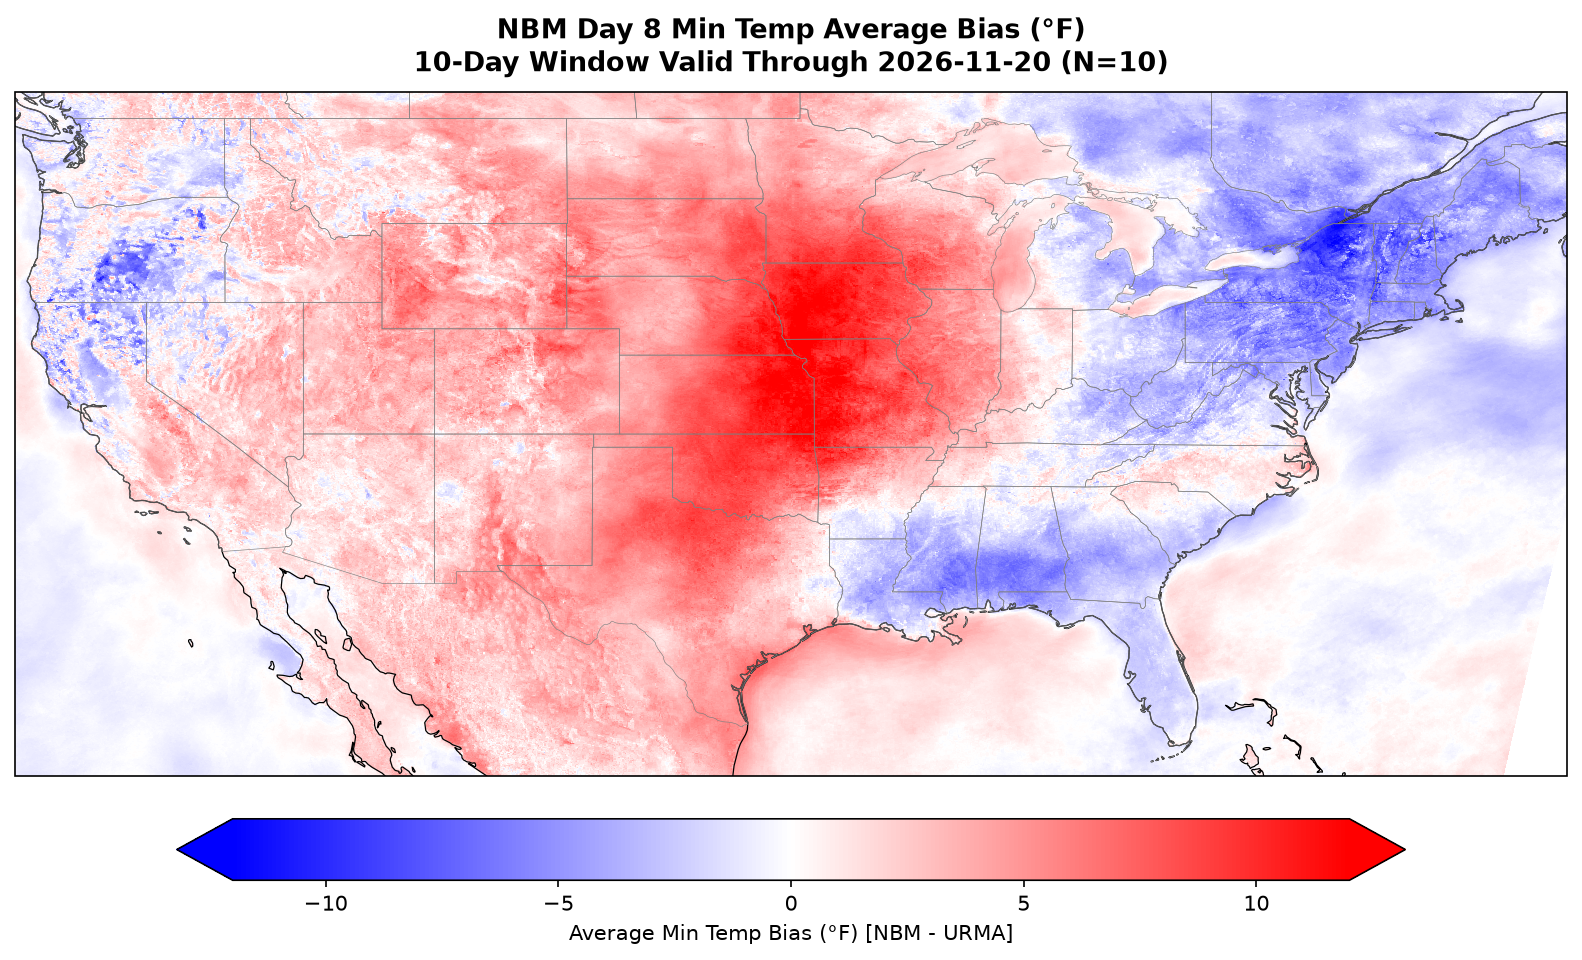 NBM Day 8 Min Temp Average Bias (°F)
10-Day Window Valid Through 2026-11-20 (N=10)
−10 −5 0 5 10
Average Min Temp Bias (°F) [NBM - URMA]